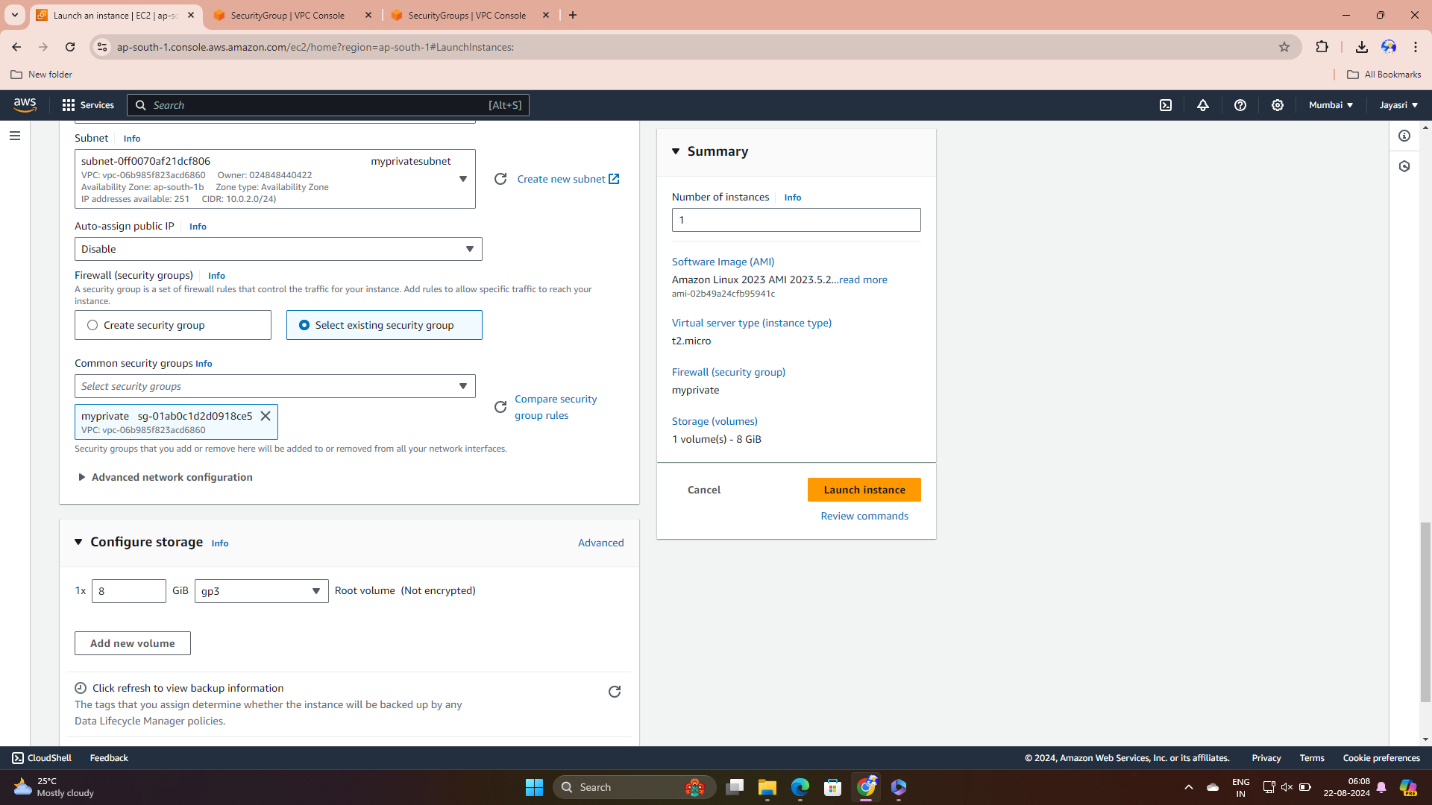 Launch an instance | EC2 | ap-so
SecurityGroup | VPC Console
SecurityGroups | VPC Console
ap-south-1.console.aws.amazon.com/ec2/home?region=ap-south-1#LaunchInstances:
New folder
All Bookmarks
aws
Services
Search
[Alt+S]
Mumbai
Jayasri
Subnet
Info
subnet-0ff0070af21dcf806
myprivatesubnet
VPC: vpc-06b985f823acd6860 Owner: 024848440422
Availability Zone: ap-south-1b Zone type: Availability Zone
IP addresses available: 251 CIDR: 10.0.2.0/24)
Create new subnet
Auto-assign public IP
Info
Disable
Firewall (security groups)
Info
A security group is a set of firewall rules that control the traffic for your instance. Add rules to allow specific traffic to reach your
instance.
Create security group
Select existing security group
Common security groups Info
Select security groups
myprivate sg-01ab0c1d2d0918ce5
VPC: vpc-06b985f823acd6860
Compare security
group rules
Security groups that you add or remove here will be added to or removed from all your network interfaces.
Advanced network configuration
Configure storage
Info
Advanced
1x
8
GiB
gp3
Root volume (Not encrypted)
Add new volume
Click refresh to view backup information
The tags that you assign determine whether the instance will be backed up by any
Data Lifecycle Manager policies.
Summary
Number of instances
Info
1
Software Image (AMI)
Amazon Linux 2023 AMI 2023.5.2...read more
ami-02b49a24cfb95941c
Virtual server type (instance type)
t2.micro
Firewall (security group)
myprivate
Storage (volumes)
1 volume(s) - 8 GiB
Cancel
Launch instance
Review commands
CloudShell
Feedback
© 2024, Amazon Web Services, Inc. or its affiliates.
Privacy
Terms
Cookie preferences
25°C
Mostly cloudy
Search
ENG
IN
06:08
22-08-2024